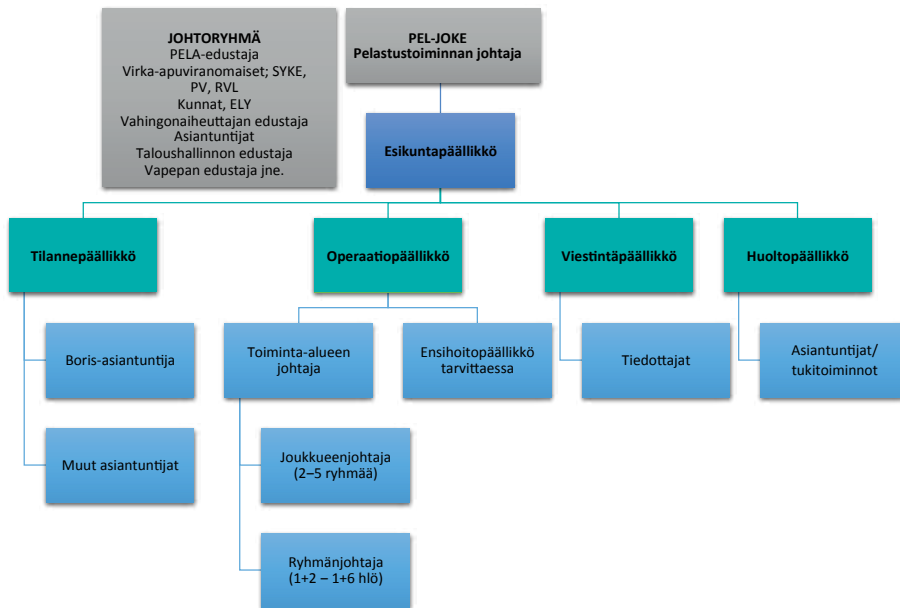 JOHTORYHMÄ
PELA-edustaja
Virka-apuviranomaiset; SYKE,
PV, RVL
Kunnat, ELY
Vahingonaiheuttajan edustaja
Asiantuntijat
Taloushallinnon edustaja
Vapepan edustaja jne.
PEL-JOKE
Pelastustoiminnan johtaja
Esikuntapäällikkö
Tilannepäällikkö
Operaatiopäällikkö
Viestintäpäällikkö
Huoltopäällikkö
Boris-asiantuntija
Toiminta-alueen
johtaja
Ensihoitopäällikkö
tarvittaessa
Tiedottajat
Asiantuntijat/
tukitoiminnot
Muut asiantuntijat
Joukkueenjohtaja
(2–5 ryhmää)
Ryhmänjohtaja
(1+2 – 1+6 hlö)